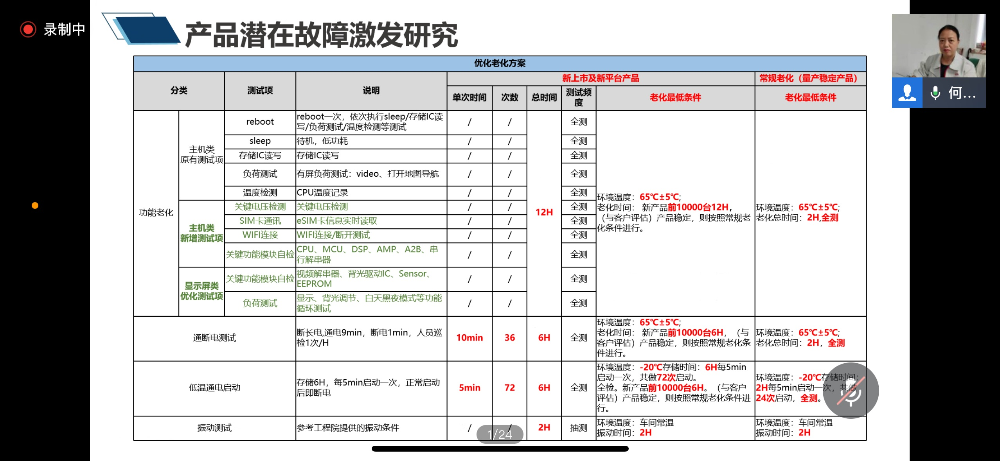 录制中
产品潜在故障激发研究
何...
优化老化方案
分类
测试项
说明
新上市及新平台产品
常规老化（量产稳定产品）
单次时间
次数
总时间
测试频
度
老化最低条件
老化最低条件
功能老化
主机类
原有测试项
reboot
reboot一次，依次执行sleep/存储IC读
写/负荷测试/温度检测等测试
/
/
12H
全测
环境温度：65℃±5℃;
老化时间： 新产品前10000台12H，
（与客户评估）产品稳定，则按照常规老
化条件进行。
环境温度：65℃±5℃;
老化总时间：2H,全测
sleep
待机，低功耗
/
/
全测
存储IC读写
存储IC读写
/
/
全测
负荷测试
有屏负荷测试：video、打开地图导航
/
/
全测
温度检测
CPU温度记录
/
/
全测
主机类
新增测试项
关键电压检测
关键电压检测
/
/
全测
SIM卡通讯
eSIM卡信息实时读取
/
/
全测
WIFI连接
WIFI连接/断开测试
/
/
全测
关键功能模块自检
CPU、MCU、DSP、AMP、A2B、串
行解串器
/
/
全测
显示屏类
优化测试项
关键功能模块自检
视频解串器、背光驱动IC、Sensor、
EEPROM
/
/
全测
负荷测试
显示、背光调节、白天黑夜模式等功能
循环测试
/
/
全测
通断电测试
断长电,通电9min，断电1min，人员巡
检1次/H
10min
36
6H
全测
环境温度：65℃±5℃;
老化时间： 新产品前10000台6H，（与
客户评估）产品稳定，则按照常规老化条
件进行。
环境温度：65℃±5℃;
老化总时间：2H，全测
低温通电启动
存储6H，每5min启动一次，正常启动
后即断电
5min
72
6H
全测
环境温度：-20℃存储时间：6H每5min
启动一次，共做72次启动。
全检。新产品前10000台6H。（与客户
评估）产品稳定，则按照常规老化条件进
行。
环境温度：-20℃存储时间：
2H每5min启动一次，共做
24次启动，全测。
振动测试
参考工程院提供的振动条件
/
/
2H
抽测
环境温度：车间常温
振动时间：2H
环境温度：车间常温
振动时间：2H
1/24